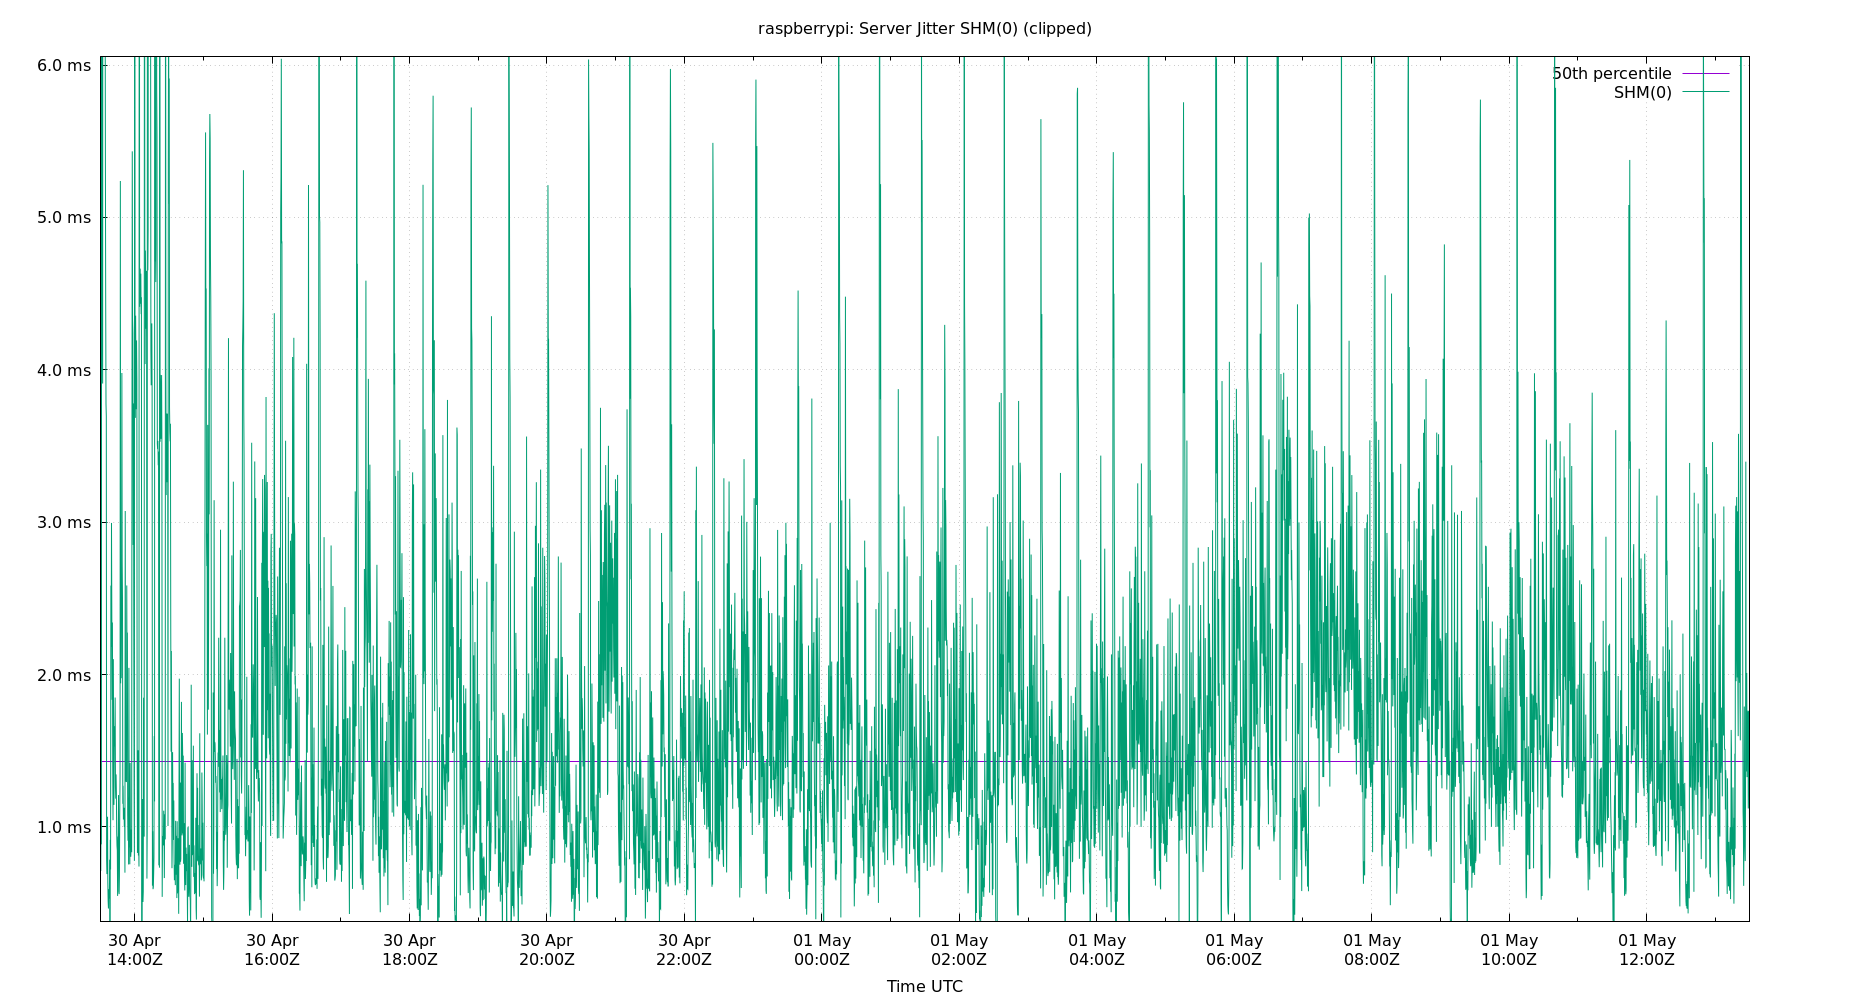 raspberrypi: Server Jitter SHM(0) (clipped)
6.0 ms
50th percentile
SHM(0)
5.0 ms
4.0 ms
3.0 ms
2.0 ms
1.0 ms
30 Apr 30 Apr 30 Apr 30 Apr 30 Apr 01 May 01 May 01 May 01 May 01 May 01 May 01 May
14:00Z 16:00Z 18:00Z 20:00Z 22:00Z 00:00Z 02:00Z 04:00Z 06:00Z 08:00Z 10:00Z 12:00Z
Time UTC